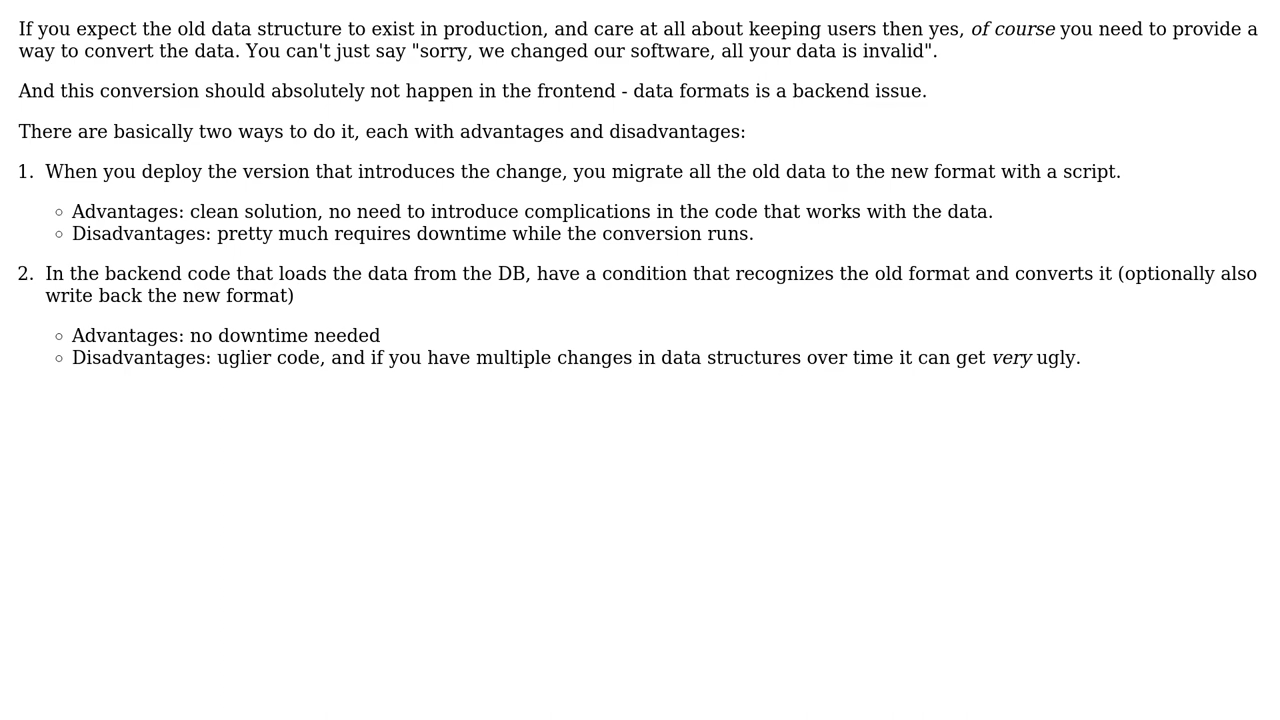 If you expect the old data structure to exist in production, and care at all about keeping users then yes, of course you need to provide a
way to convert the data. You can't just say "sorry, we changed our software, all your data is invalid".
And this conversion should absolutely not happen in the frontend - data formats is a backend issue.
There are basically two ways to do it, each with advantages and disadvantages:
1. When you deploy the version that introduces the change, you migrate all the old data to the new format with a script.
◦ Advantages: clean solution, no need to introduce complications in the code that works with the data.
◦ Disadvantages: pretty much requires downtime while the conversion runs.
2. In the backend code that loads the data from the DB, have a condition that recognizes the old format and converts it (optionally also
write back the new format)
◦ Advantages: no downtime needed
◦ Disadvantages: uglier code, and if you have multiple changes in data structures over time it can get very ugly.